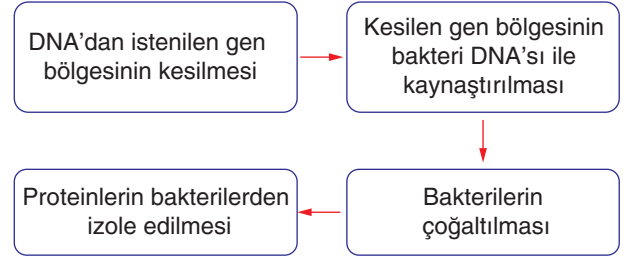 DNA’dan istenilen gen
bölgesinin kesilmesi
Kesilen gen bölgesinin
bakteri DNA’sı ile
kaynaştırılması
Bakterilerin
çoğaltılması
Proteinlerin bakterilerden
izole edilmesi